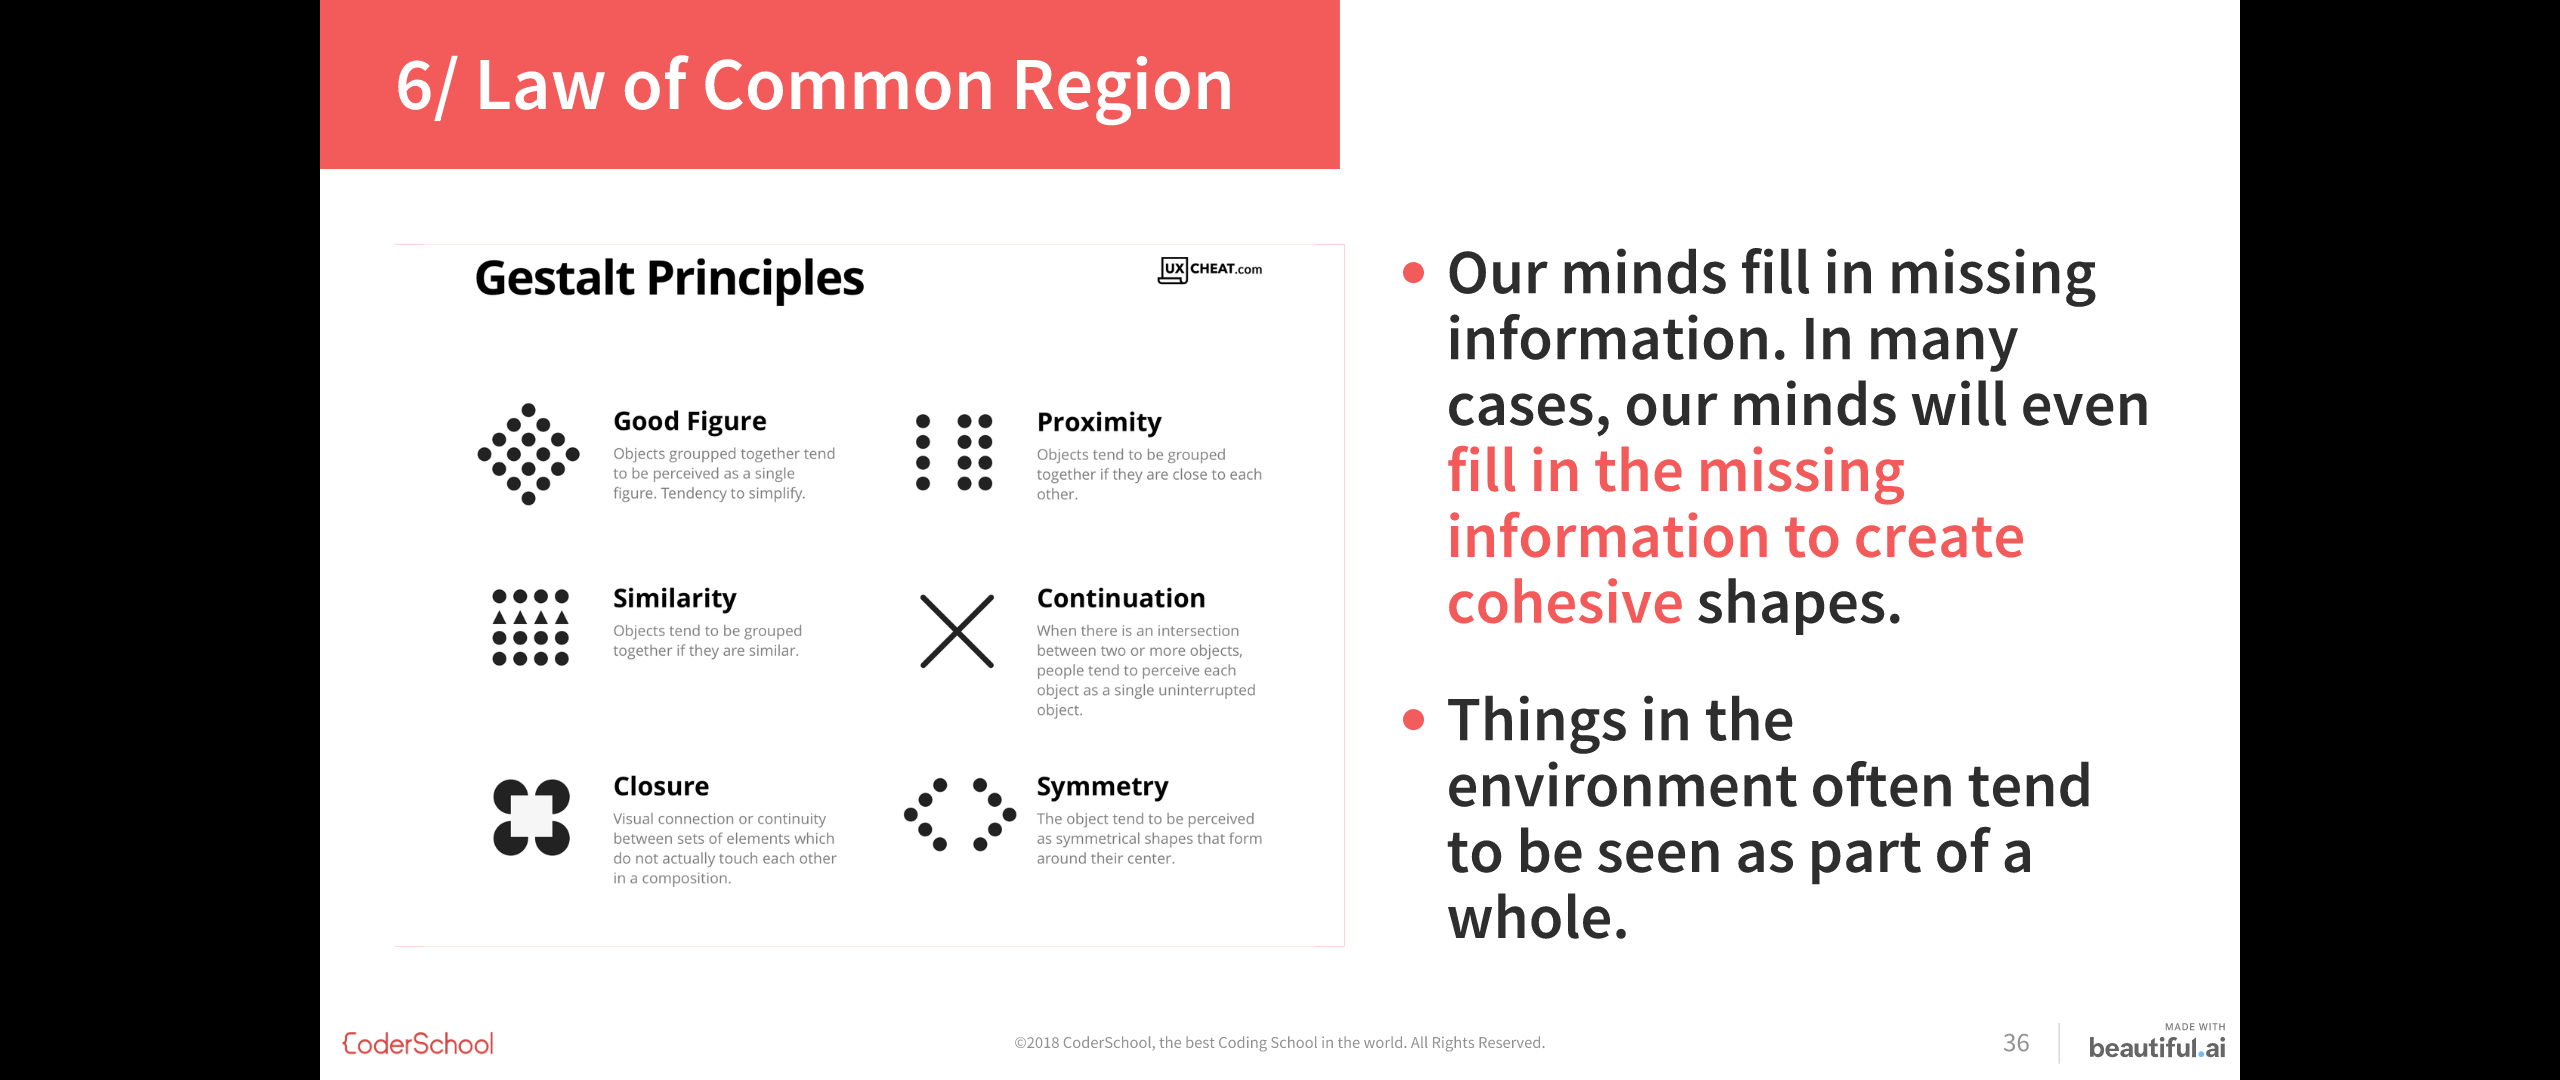 6/ Law of Common Region
Gestalt Principles
UX CHEAT.com
Good Figure
Objects groupped together tend
to be perceived as a single
figure. Tendency to simplify.
Proximity
Objects tend to be grouped
together if they are close to each
other.
Similarity
Objects tend to be grouped
together if they are similar.
Continuation
When there is an intersection
between two or more objects,
people tend to perceive each
object as a single uninterrupted
object.
Closure
Visual connection or continuity
between sets of elements which
do not actually touch each other
in a composition.
Symmetry
The object tend to be perceived
as symmetrical shapes that form
around their center.
Our minds fill in missing
information. In many
cases, our minds will even
fill in the missing
information to create
cohesive shapes.
Things in the
environment often tend
to be seen as part of a
whole.
CoderSchool
©2018 CoderSchool, the best Coding School in the world. All Rights Reserved.
36
MADE WITH
beautiful.ai